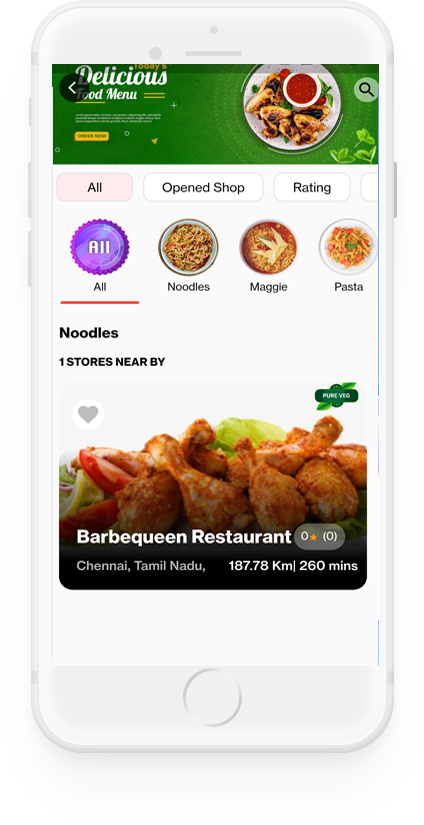 Today's
Delicious
Food Menu
ORDER NOW
All
Opened Shop
Rating
All
All
Noodles
Maggie
Pasta
Noodles
1 STORES NEAR BY
PURE VEG
Barbequeen Restaurant
0★ (0)
Chennai, Tamil Nadu,
187.78 Km| 260 mins